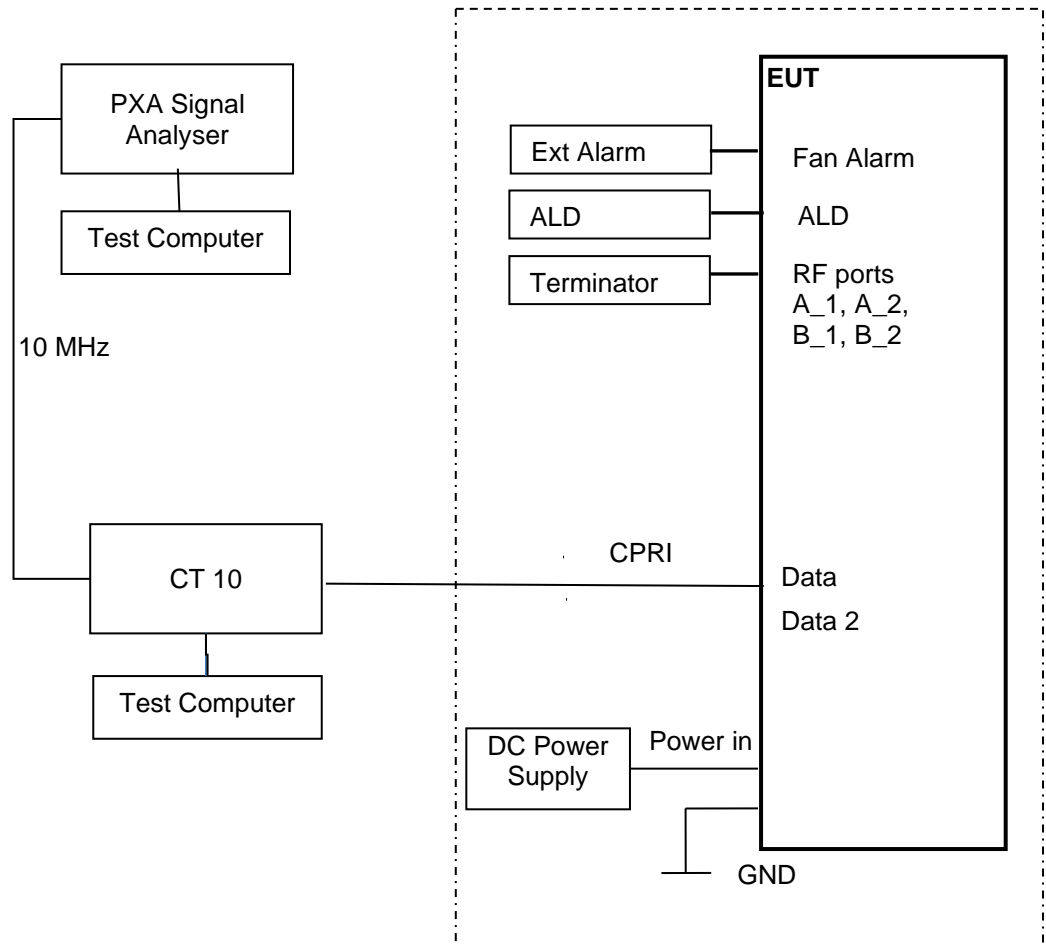 PXA Signal
Analyser
Test Computer
10 MHz
CT 10
Test Computer
EUT
Ext Alarm
Fan Alarm
ALD
ALD
Terminator
RF ports
A_1, A_2,
B_1, B_2
CPRI
Data
Data 2
DC Power
Supply
Power in
GND